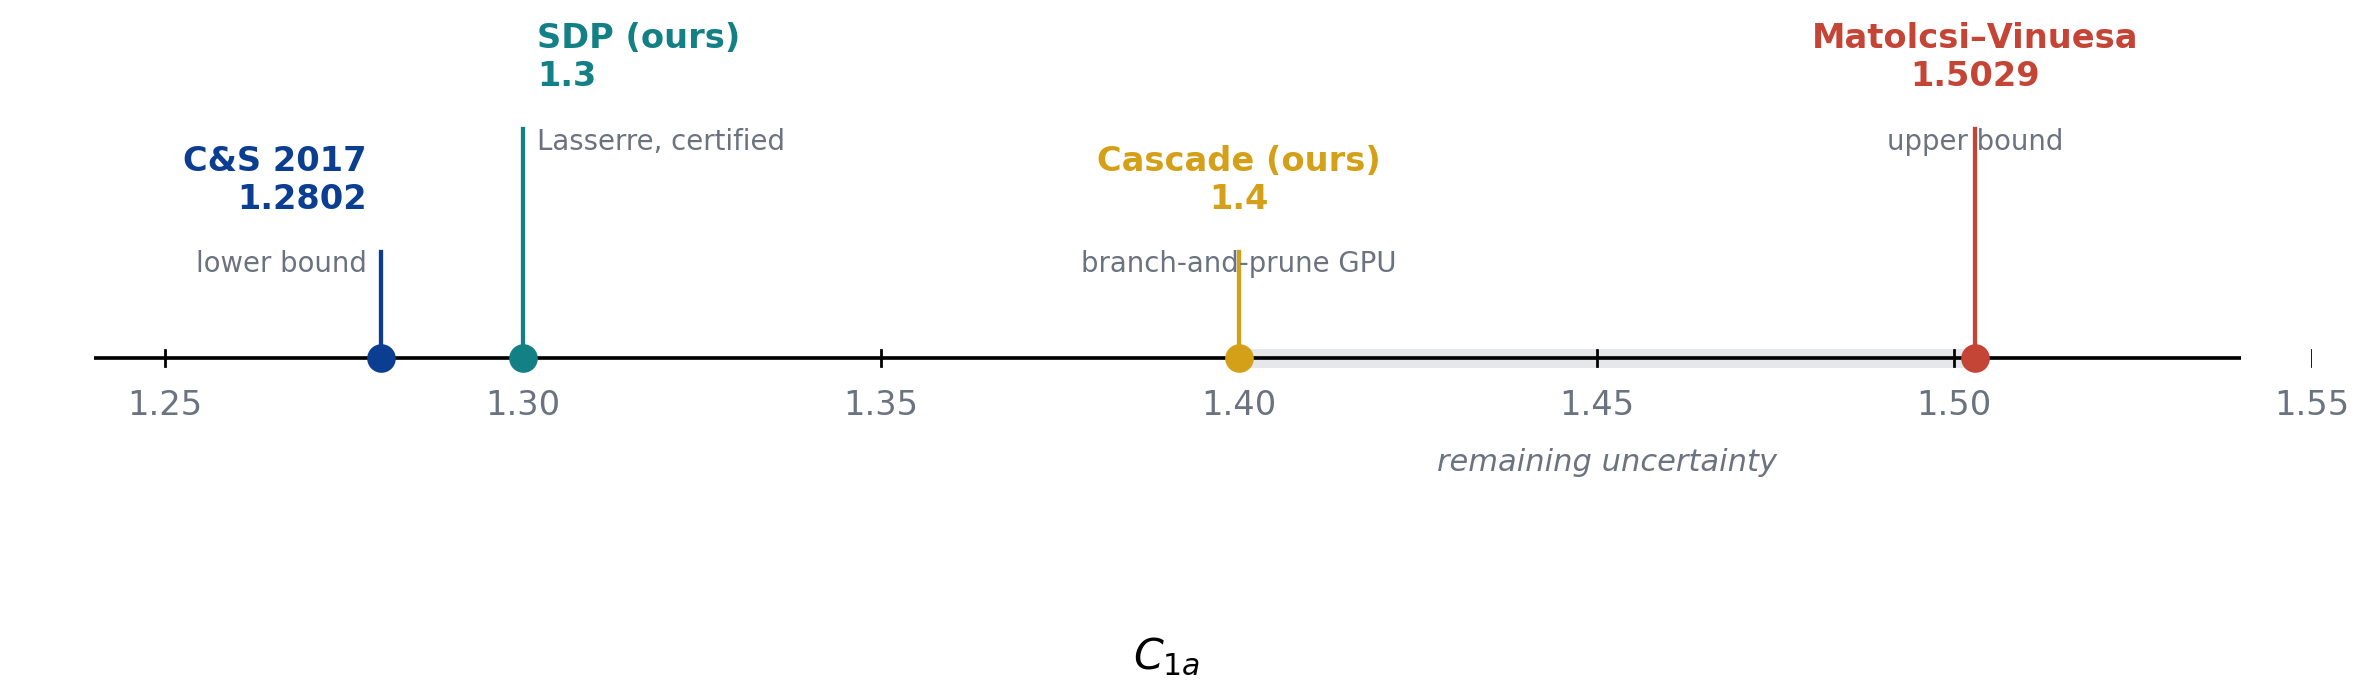 SDP (ours)
1.3
Lasserre, certified
Matolcsi–Vinuesa
1.5029
upper bound
C&S 2017
1.2802
lower bound
Cascade (ours)
1.4
branch-and-prune GPU
1.25 1.30 1.35 1.40 1.45 1.50 1.55
remaining uncertainty
C1a